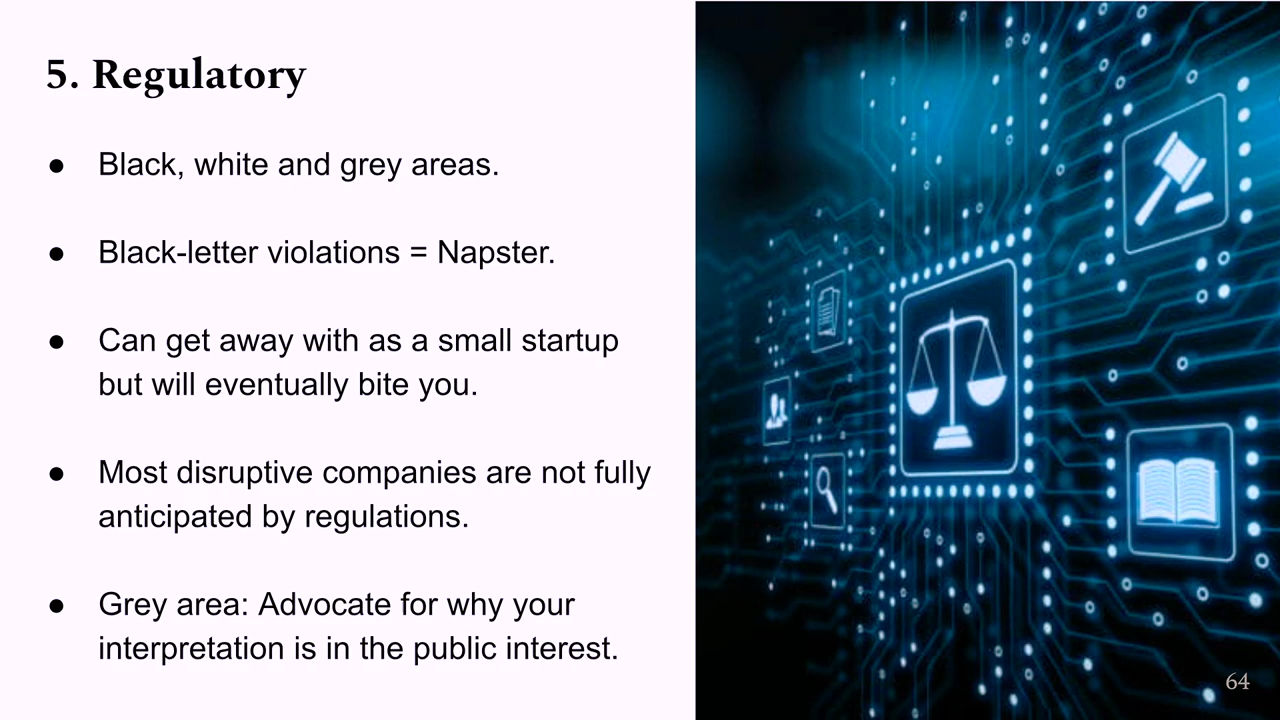 5. Regulatory
● Black, white and grey areas.
● Black-letter violations = Napster.
● Can get away with as a small startup
but will eventually bite you.
● Most disruptive companies are not fully
anticipated by regulations.
● Grey area: Advocate for why your
interpretation is in the public interest.
64